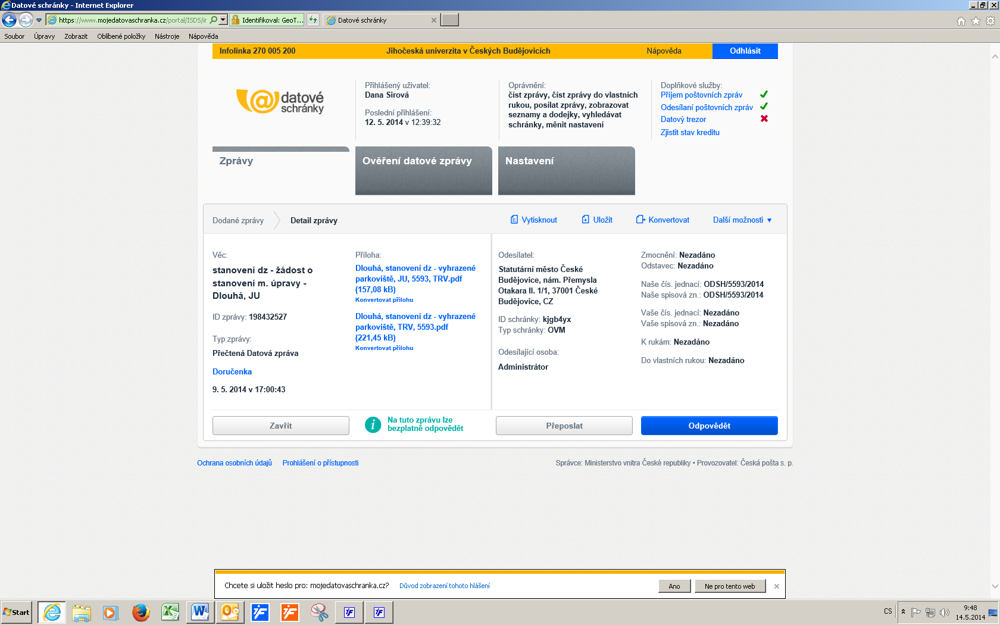 Datové schránky - Internet Explorer
https://www.mojedatovaschranka.cz/portal/ISDS/ir
Identifikoval: GeoT...
Datové schránky
Soubor Úpravy Zobrazit Oblíbené položky Nástroje Nápověda
Infolinka 270 005 200 Jihočeská univerzita v Českých Budějovicích Nápověda Odhlásit
datové
schránky
Přihlášený uživatel:
Dana Sirová
Poslední přihlášení:
12. 5. 2014 v 12:39:32
Oprávnění:
číst zprávy, číst zprávy do vlastních
rukou, posílat zprávy, zobrazovat
seznamy a dodejky, vyhledávat
schránky, měnit nastavení
Doplňkové služby:
Příjem poštovních zpráv
Odesílaní poštovních zpráv
Datový trezor
Zjistit stav kreditu
Zprávy
Ověření datové zprávy
Nastavení
Dodané zprávy Detail zprávy
Vytisknout Uložit Konvertovat Další možnosti
Věc:
stanovení dz - žádost o
stanovení m. úpravy -
Dlouhá, JU
ID zprávy: 198432527
Typ zprávy:
Přečtená Datová zpráva
Doručenka
9. 5. 2014 v 17:00:43
Příloha:
Dlouhá, stanovení dz - vyhrazené
parkoviště, JU, 5593, TRV.pdf
(157,08 kB)
Konvertovat přílohu
Dlouhá, stanovení dz - vyhrazené
parkoviště, TRV, 5593.pdf
(221,45 kB)
Konvertovat přílohu
Odesílatel:
Statutární město České
Budějovice, nám. Přemysla
Otakara II. 1/1, 37001 České
Budějovice, CZ
ID schránky: kjgb4yx
Typ schránky: OVM
Odesílající osoba:
Administrátor
Zmocnění: Nezadáno
Odstavec: Nezadáno
Naše čís. jednací: ODSH/5593/2014
Naše spisová zn.: ODSH/5593/2014
Vaše čís. jednací: Nezadáno
Vaše spisová zn.: Nezadáno
K rukám: Nezadáno
Do vlastních rukou: Nezadáno
Zavřít
Na tuto zprávu lze
bezplatně odpovědět
Přeposlat
Odpovědět
Ochrana osobních údajů Prohlášení o přístupnosti
Správce: Ministerstvo vnitra České republiky • Provozovatel: Česká pošta s. p.
Chcete si uložit heslo pro: mojedatovaschranka.cz? Důvod zobrazení tohoto hlášení
Ano Ne pro tento web
Start
CS
9:48
14.5.2014